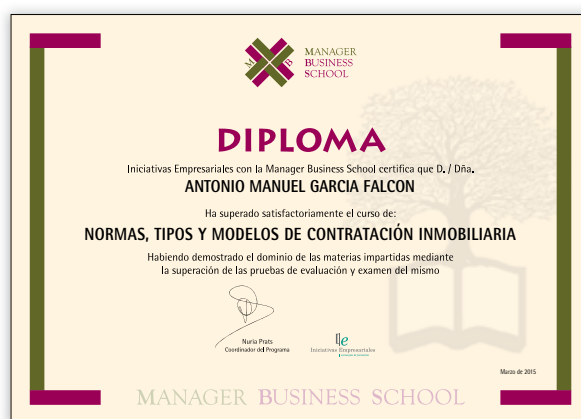 M B
MANAGER
BUSINESS
SCHOOL
DIPLOMA
Iniciativas Empresariales con la Manager Business School certifica que D. / Dña.
ANTONIO MANUEL GARCIA FALCON
Ha superado satisfactoriamente el curso de:
NORMAS, TIPOS Y MODELOS DE CONTRATACIÓN INMOBILIARIA
Habiendo demostrado el dominio de las materias impartidas mediante
la superación de las pruebas de evaluación y examen del mismo
Nuria Prats
Coordinador del Programa
Iniciativas Empresariales
Marzo de 2015
MANAGER BUSINESS SCHOOL